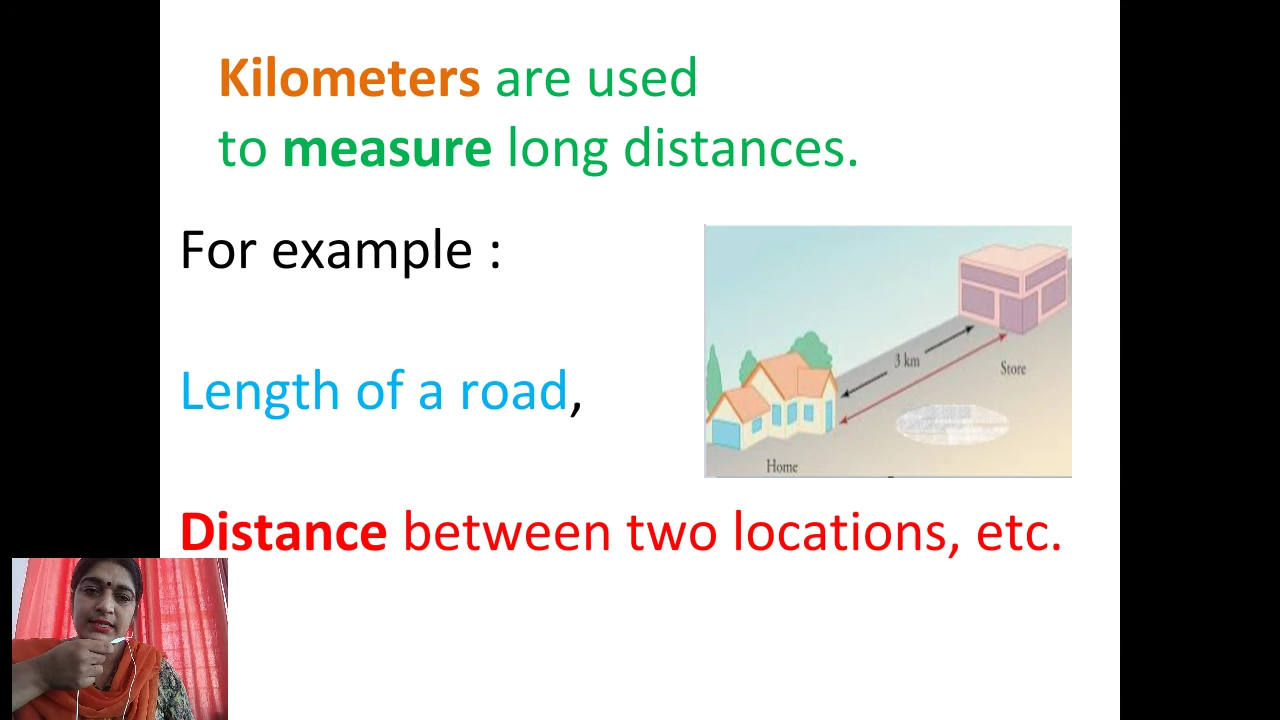 Kilometers are used
to measure long distances.
For example :
Length of a road,
3 km
Store
Home
Distance between two locations, etc.